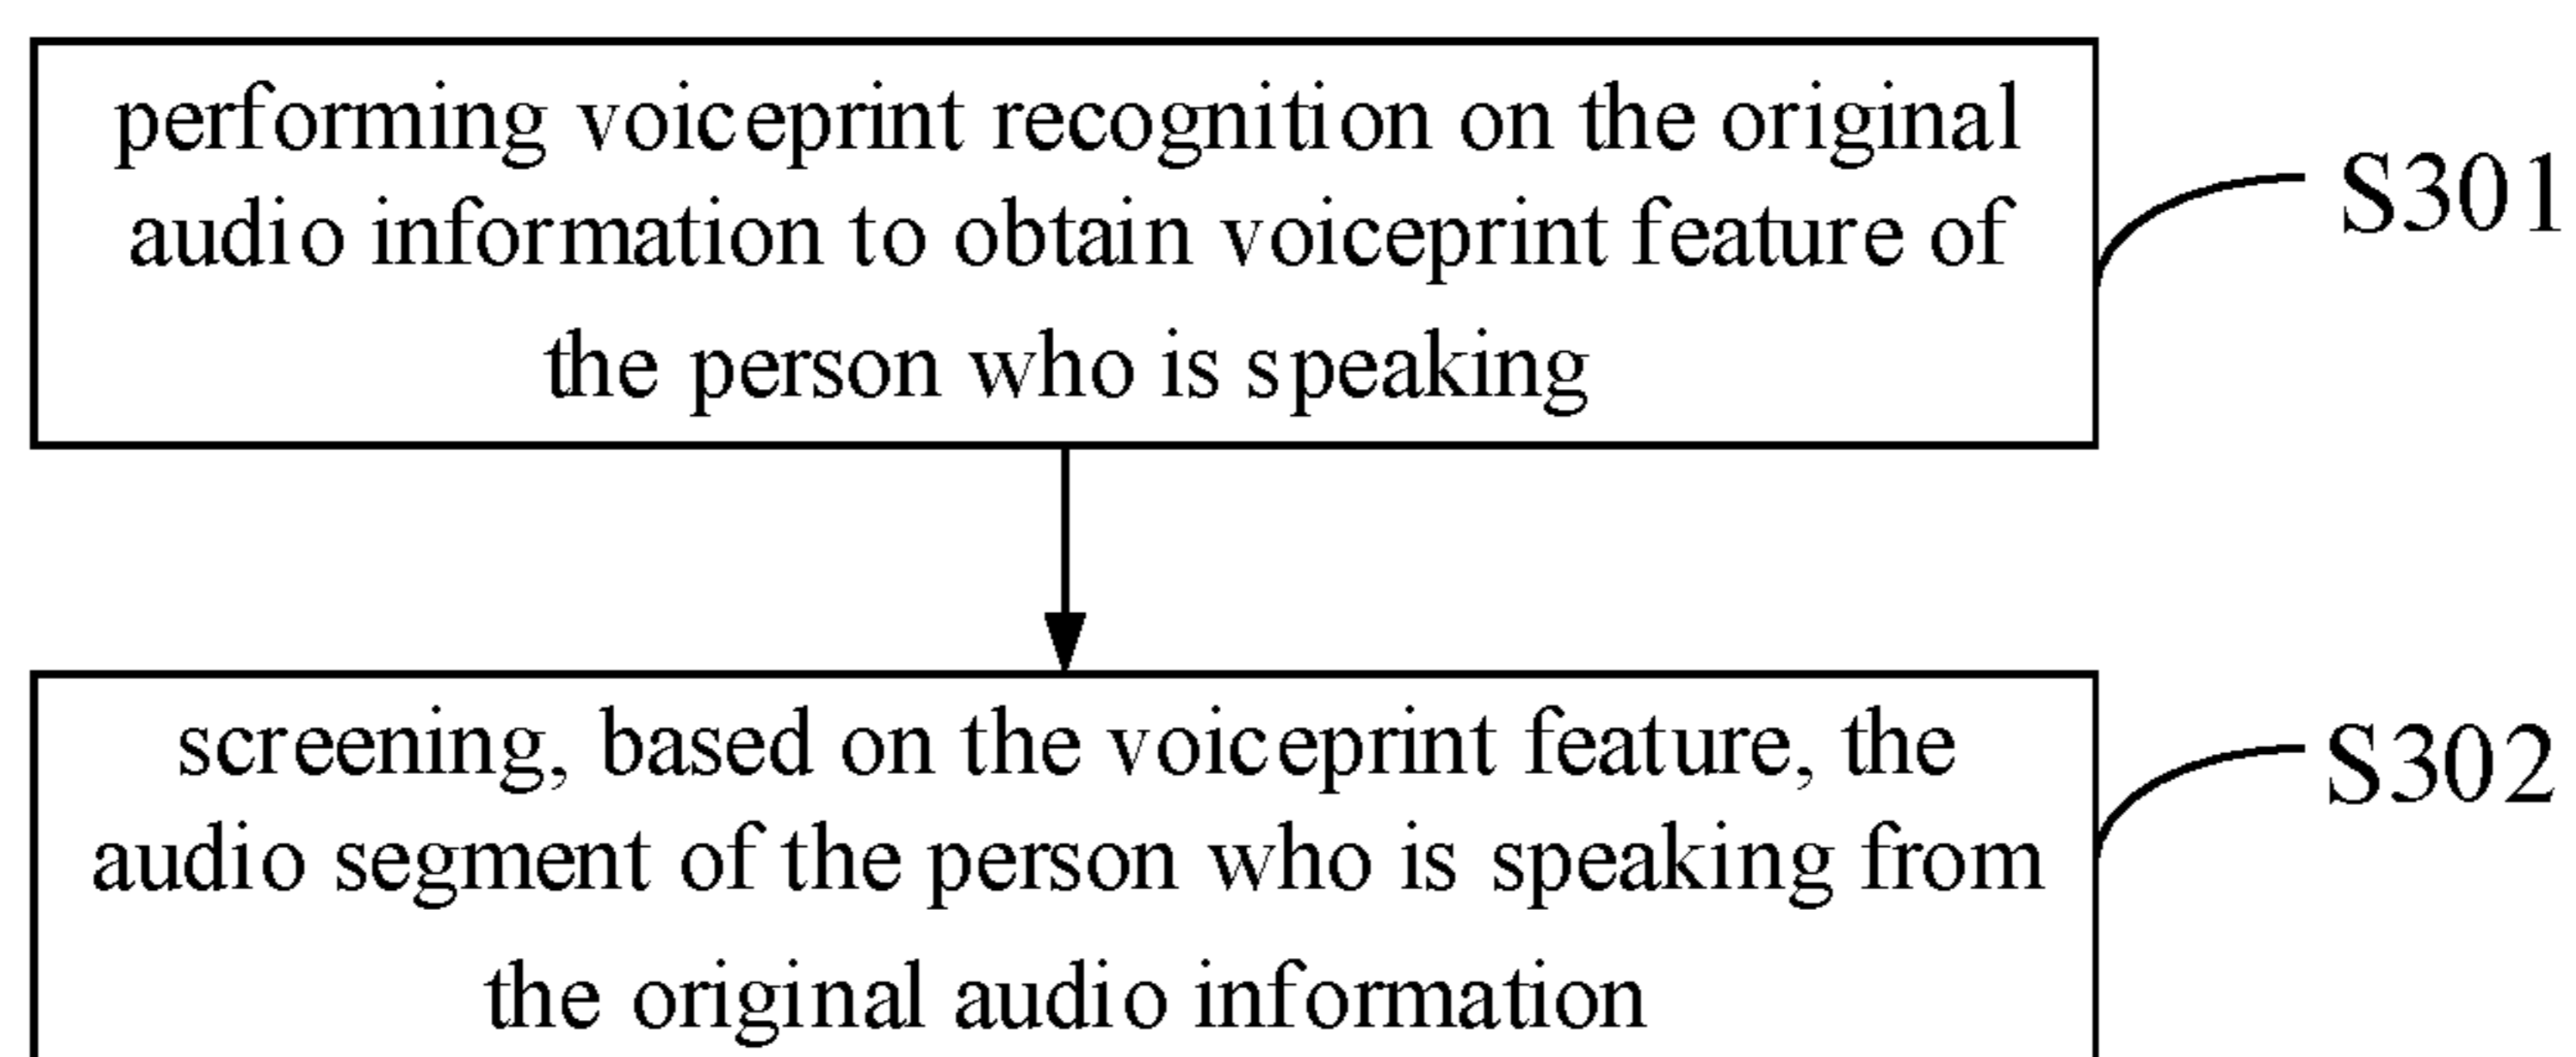 performing voiceprint recognition on the original
audio information to obtain voiceprint feature of
the person who is speaking
S301
screening, based on the voiceprint feature, the
audio segment of the person who is speaking from
the original audio information
S302